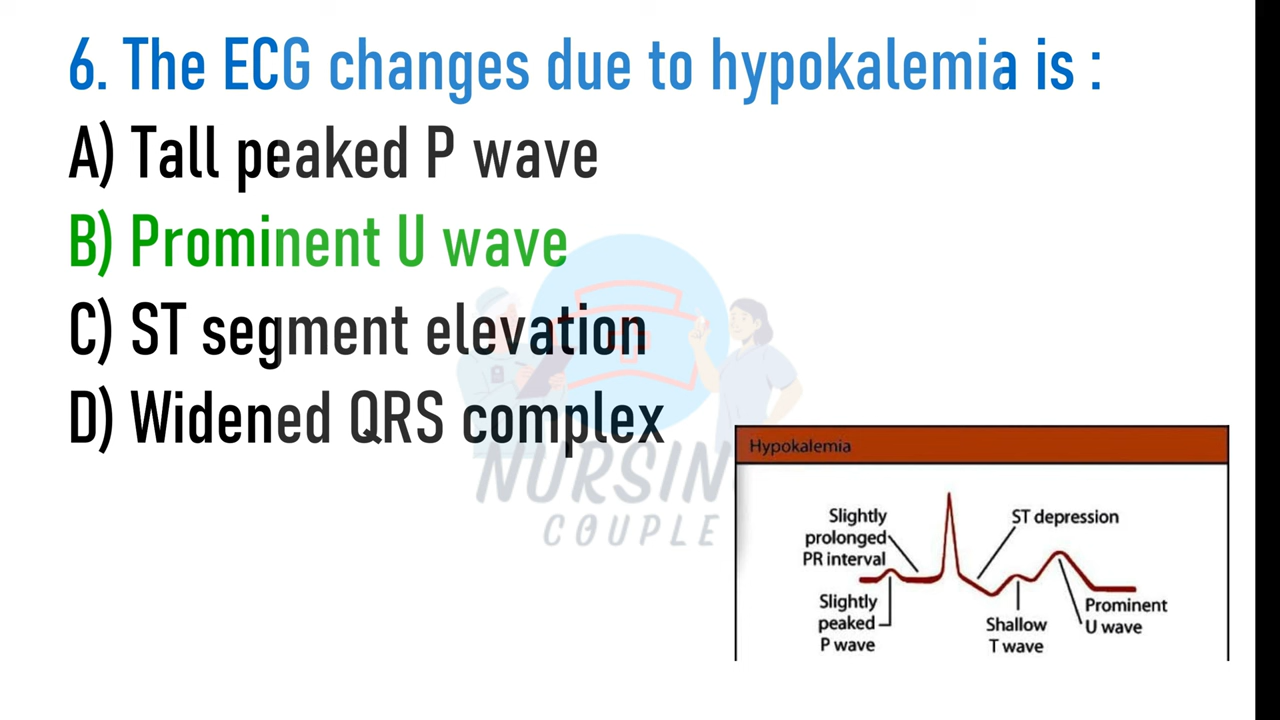 6. The ECG changes due to hypokalemia is :
A) Tall peaked P wave
B) Prominent U wave
C) ST segment elevation
D) Widened QRS complex
NURSIN
COUPLE
Hypokalemia
Slightly
prolonged
PR interval
ST depression
Slightly
peaked
P wave
Shallow
T wave
Prominent
U wave